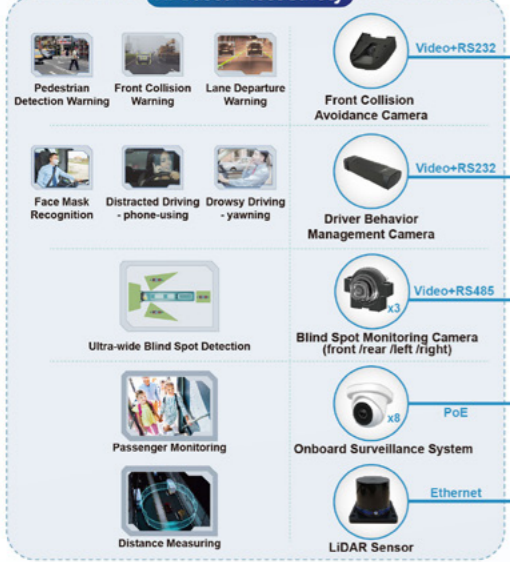 Video+RS232
Pedestrian
Detection Warning
Front Collision
Warning
Lane Departure
Warning
Front Collision
Avoidance Camera
Video+RS232
Face Mask
Recognition
Distracted Driving
- phone-using
Drowsy Driving
- yawning
Driver Behavior
Management Camera
Video+RS485
x3
Ultra-wide Blind Spot Detection
Blind Spot Monitoring Camera
(front /rear /left /right)
x8
PoE
Passenger Monitoring
Onboard Surveillance System
Ethernet
Distance Measuring
LiDAR Sensor